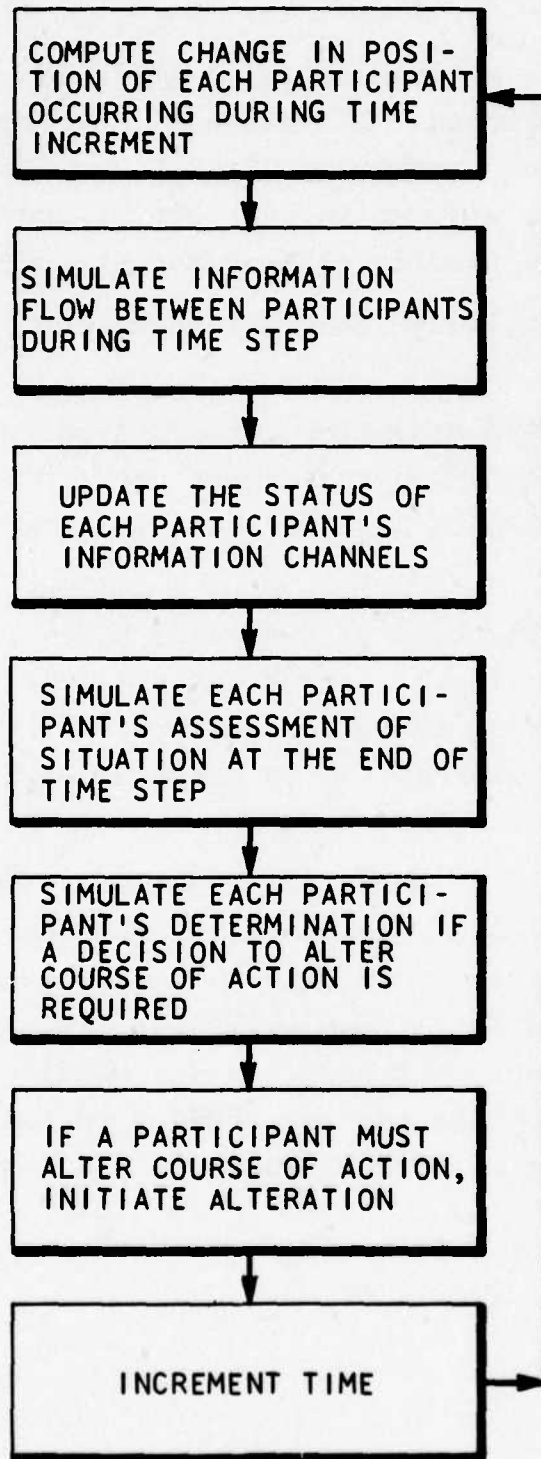 COMPUTE CHANGE IN POSI-
TION OF EACH PARTICIPANT
OCCURRING DURING TIME
INCREMENT
SIMULATE INFORMATION
FLOW BETWEEN PARTICIPANTS
DURING TIME STEP
UPDATE THE STATUS OF
EACH PARTICIPANT'S
INFORMATION CHANNELS
SIMULATE EACH PARTICI-
PANT'S ASSESSMENT OF
SITUATION AT THE END OF
TIME STEP
SIMULATE EACH PARTICI-
PANT'S DETERMINATION IF
A DECISION TO ALTER
COURSE OF ACTION IS
REQUIRED
IF A PARTICIPANT MUST
ALTER COURSE OF ACTION,
INITIATE ALTERATION
INCREMENT TIME